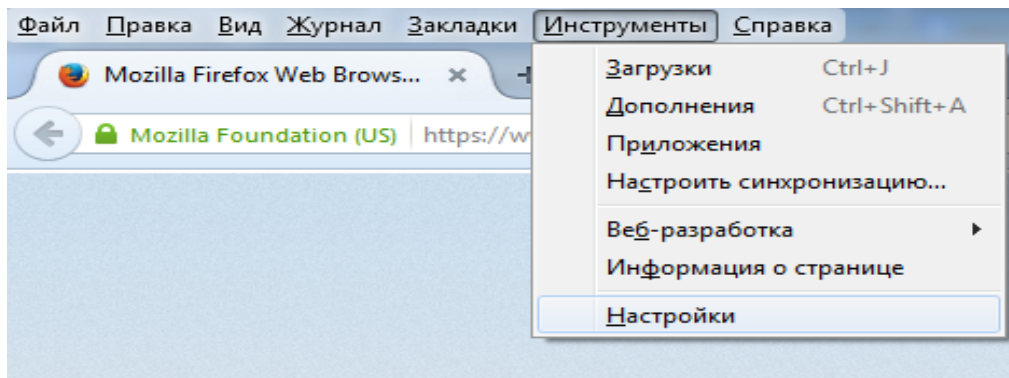 Файл Правка Вид Журнал Закладки Инструменты Справка
Mozilla Firefox Web Brows...
Mozilla Foundation (US) https://w
Загрузки Ctrl+J
Дополнения Ctrl+Shift+A
Приложения
Настроить синхронизацию...
Веб-разработка
Информация о странице
Настройки